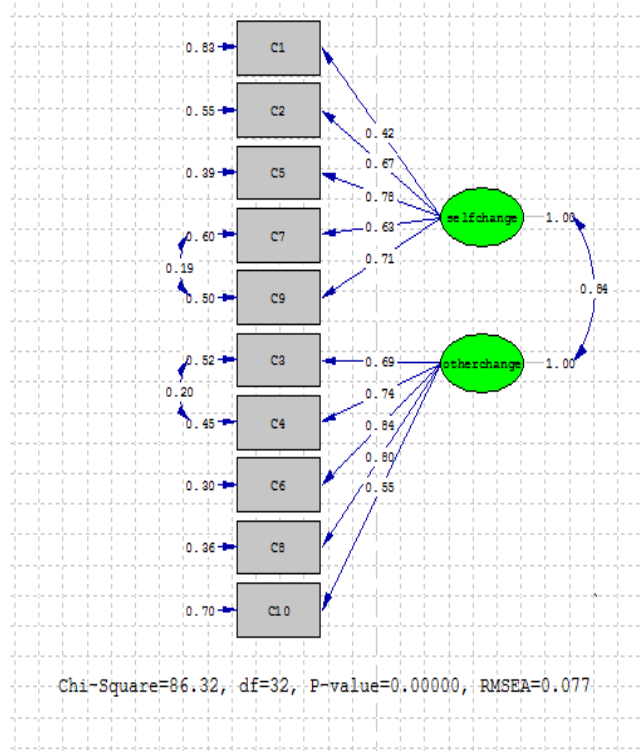 0.83 C1
0.42
0.55 C2
0.67
0.39 C5
0.78
selfchange 1.00
0.60 C7 0.63
0.71
0.19
0.84
0.50 C9
0.52 C3 0.69 otherchange 1.00
0.20
0.74
0.45 C4 0.84
0.80
0.30 C6 0.55
0.36 C8
0.70 C10
Chi-Square=86.32, df=32, P-value=0.00000, RMSEA=0.077